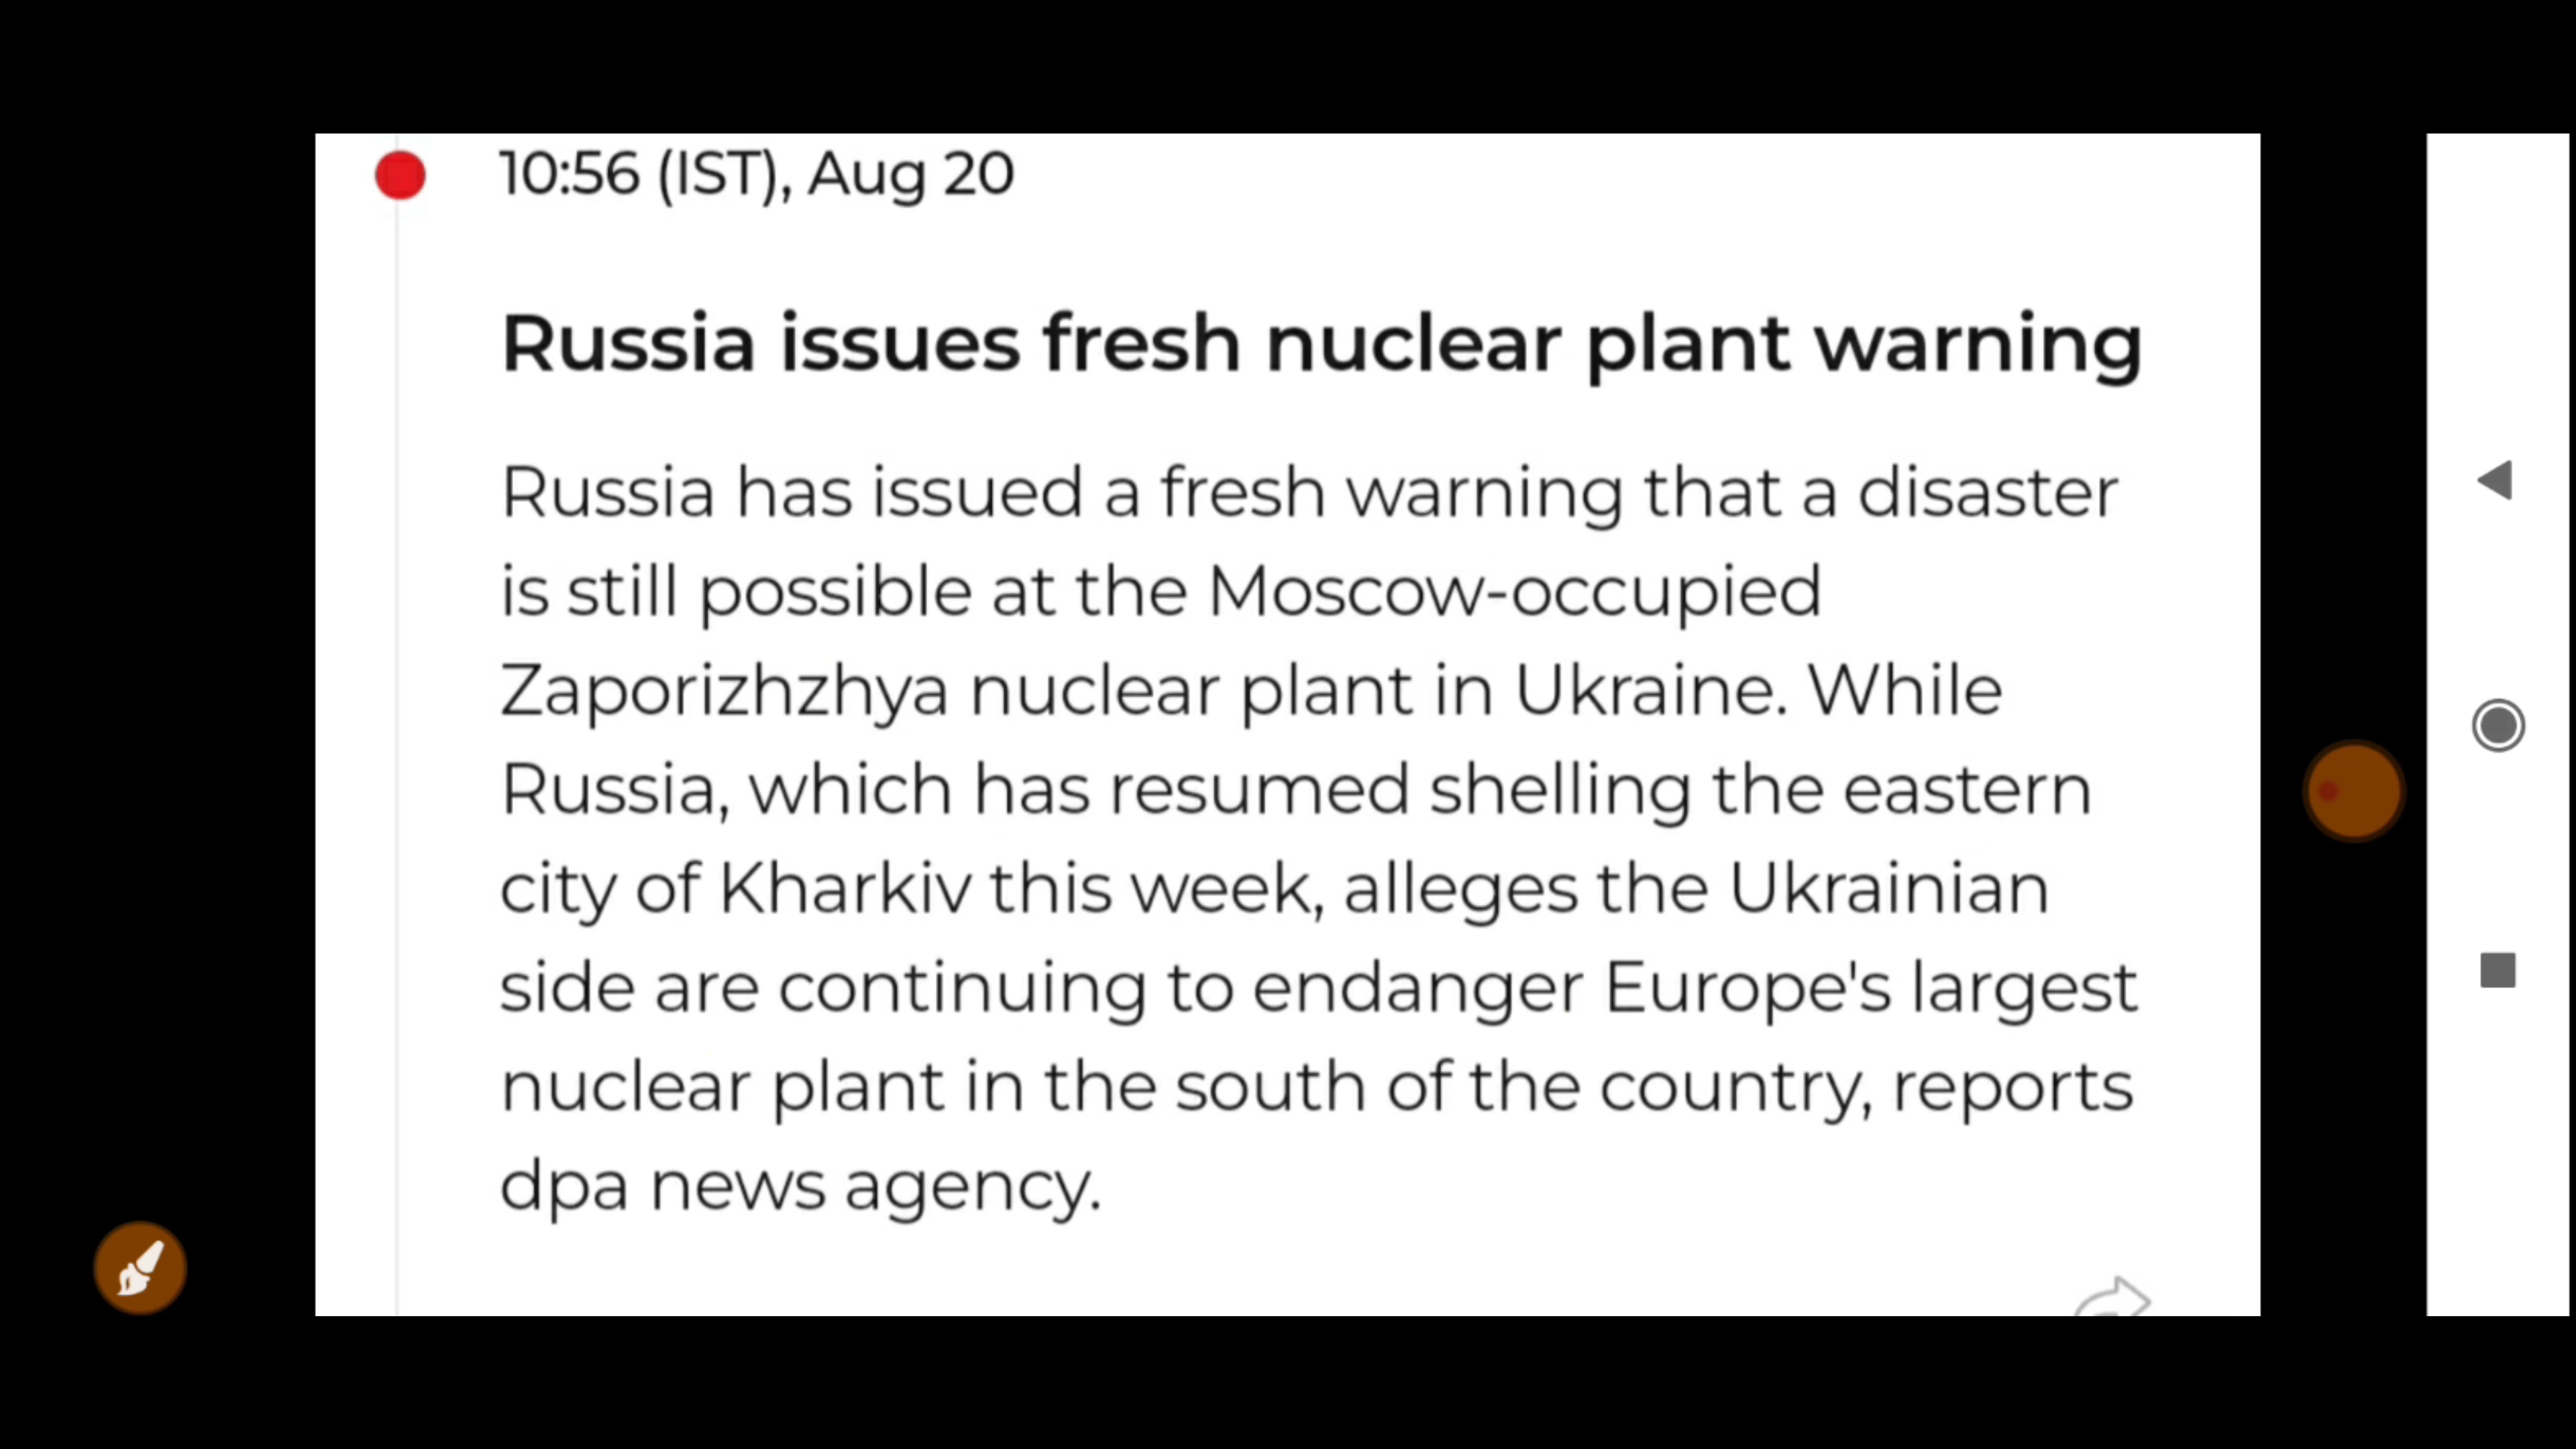 10:56 (IST), Aug 20
Russia issues fresh nuclear plant warning
Russia has issued a fresh warning that a disaster
is still possible at the Moscow-occupied
Zaporizhzhya nuclear plant in Ukraine. While
Russia, which has resumed shelling the eastern
city of Kharkiv this week, alleges the Ukrainian
side are continuing to endanger Europe's largest
nuclear plant in the south of the country, reports
dpa news agency.